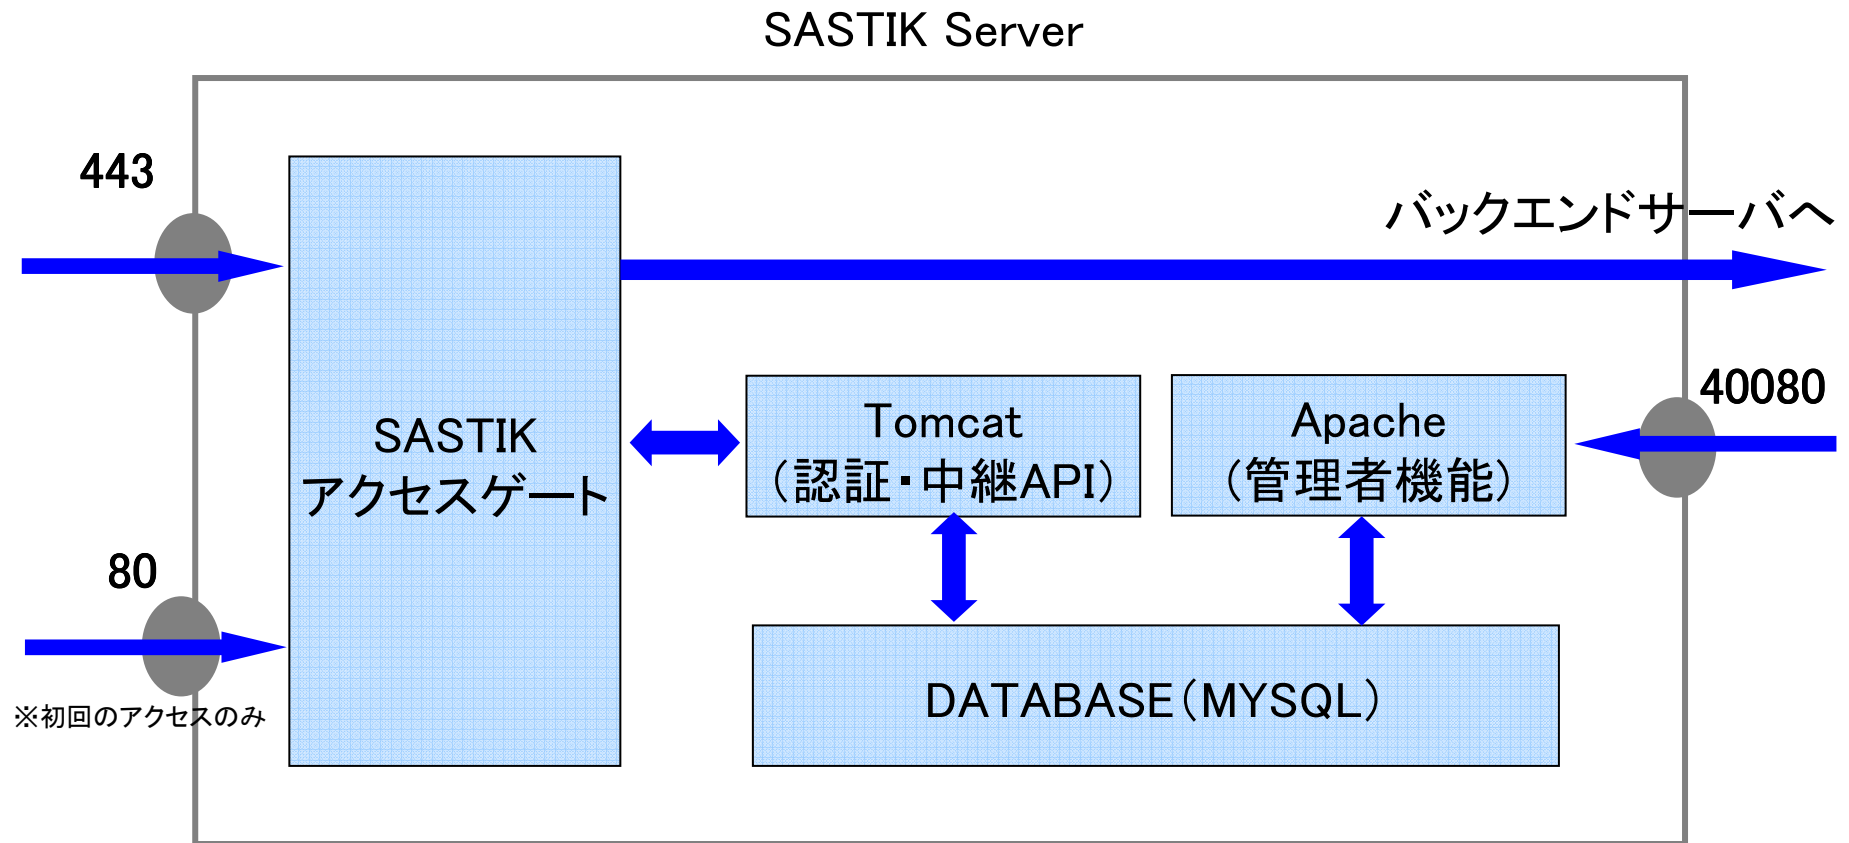 SASTIK Server
443
バックエンドサーバへ
40080
SASTIK
アクセスゲート
Tomcat
（認証・中継API）
Apache
（管理者機能）
80
※初回のアクセスのみ
DATABASE（MYSQL）